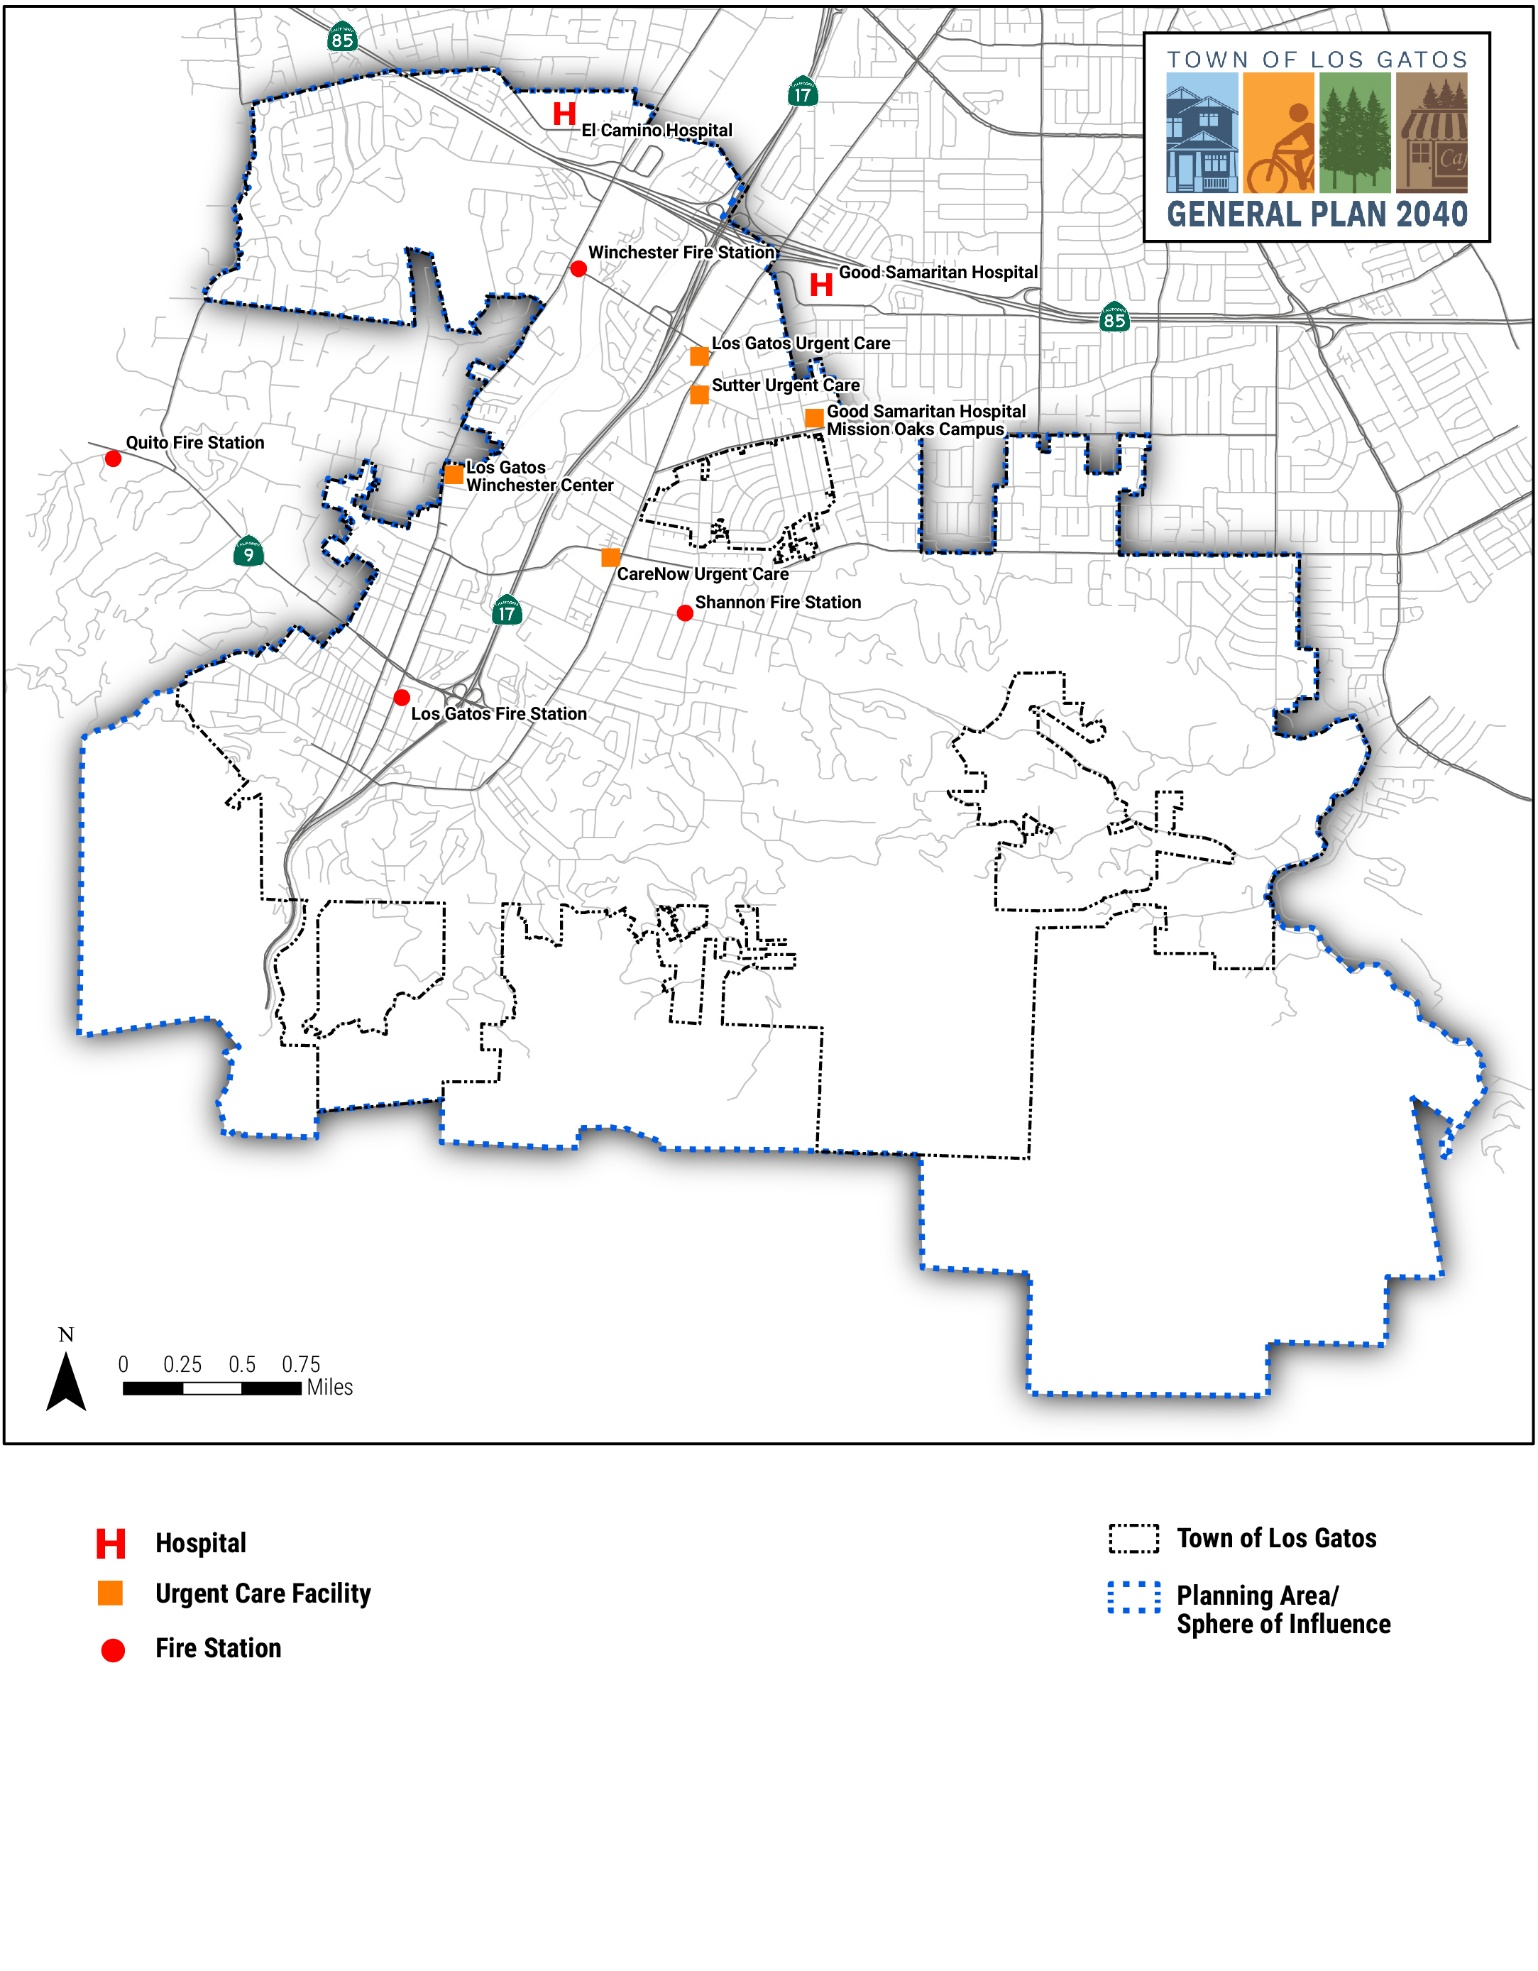 85
17
TOWN OF LOS GATOS
GENERAL PLAN 2040
El Camino Hospital
Winchester Fire Station
Good Samaritan Hospital
85
Los Gatos Urgent Care
Sutter Urgent Care
Good Samaritan Hospital
Mission Oaks Campus
Quito Fire Station
Los Gatos
Winchester Center
9
CareNow Urgent Care
17
Shannon Fire Station
Los Gatos Fire Station
N
0 0.25 0.5 0.75
Miles
Hospital
Urgent Care Facility
Fire Station
Town of Los Gatos
Planning Area/
Sphere of Influence